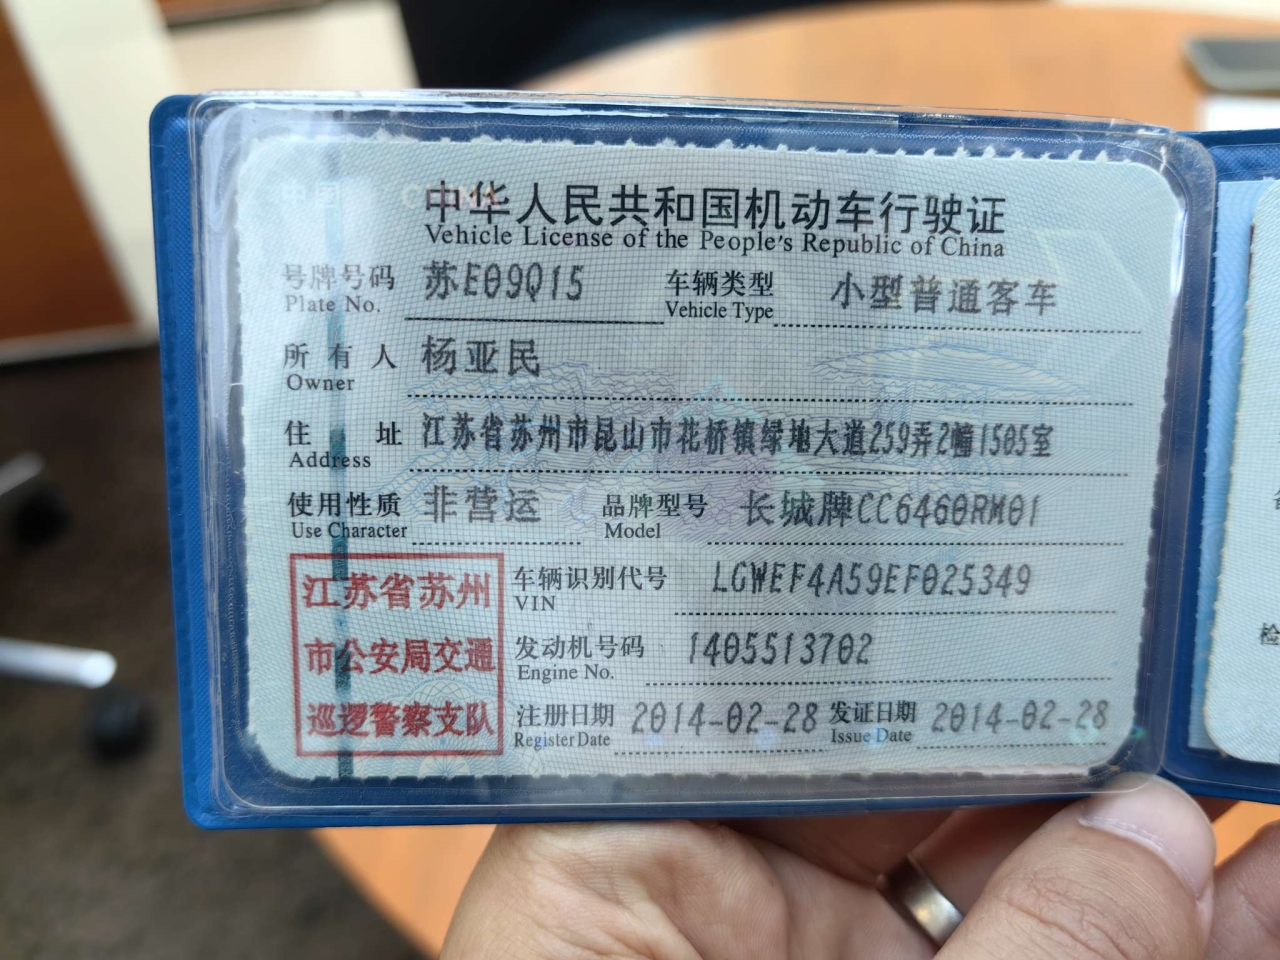 中华人民共和国机动车行驶证
Vehicle License of the People's Republic of China
号牌号码 苏E09Q15 车辆类型 小型普通客车
Plate No. Vehicle Type
所有人 杨亚民
Owner
住址 江苏省苏州市昆山市花桥镇绿地大道259弄2幢1505室
Address
使用性质 非营运 品牌型号 长城牌CC6460RM01
Use Character Model
江苏省苏州
市公安局交通
巡逻警察支队
车辆识别代号 LGWEF4A59EF025349
VIN
发动机号码 1405513702
Engine No.
注册日期 2014-02-28 发证日期 2014-02-28
Register Date Issue Date
检